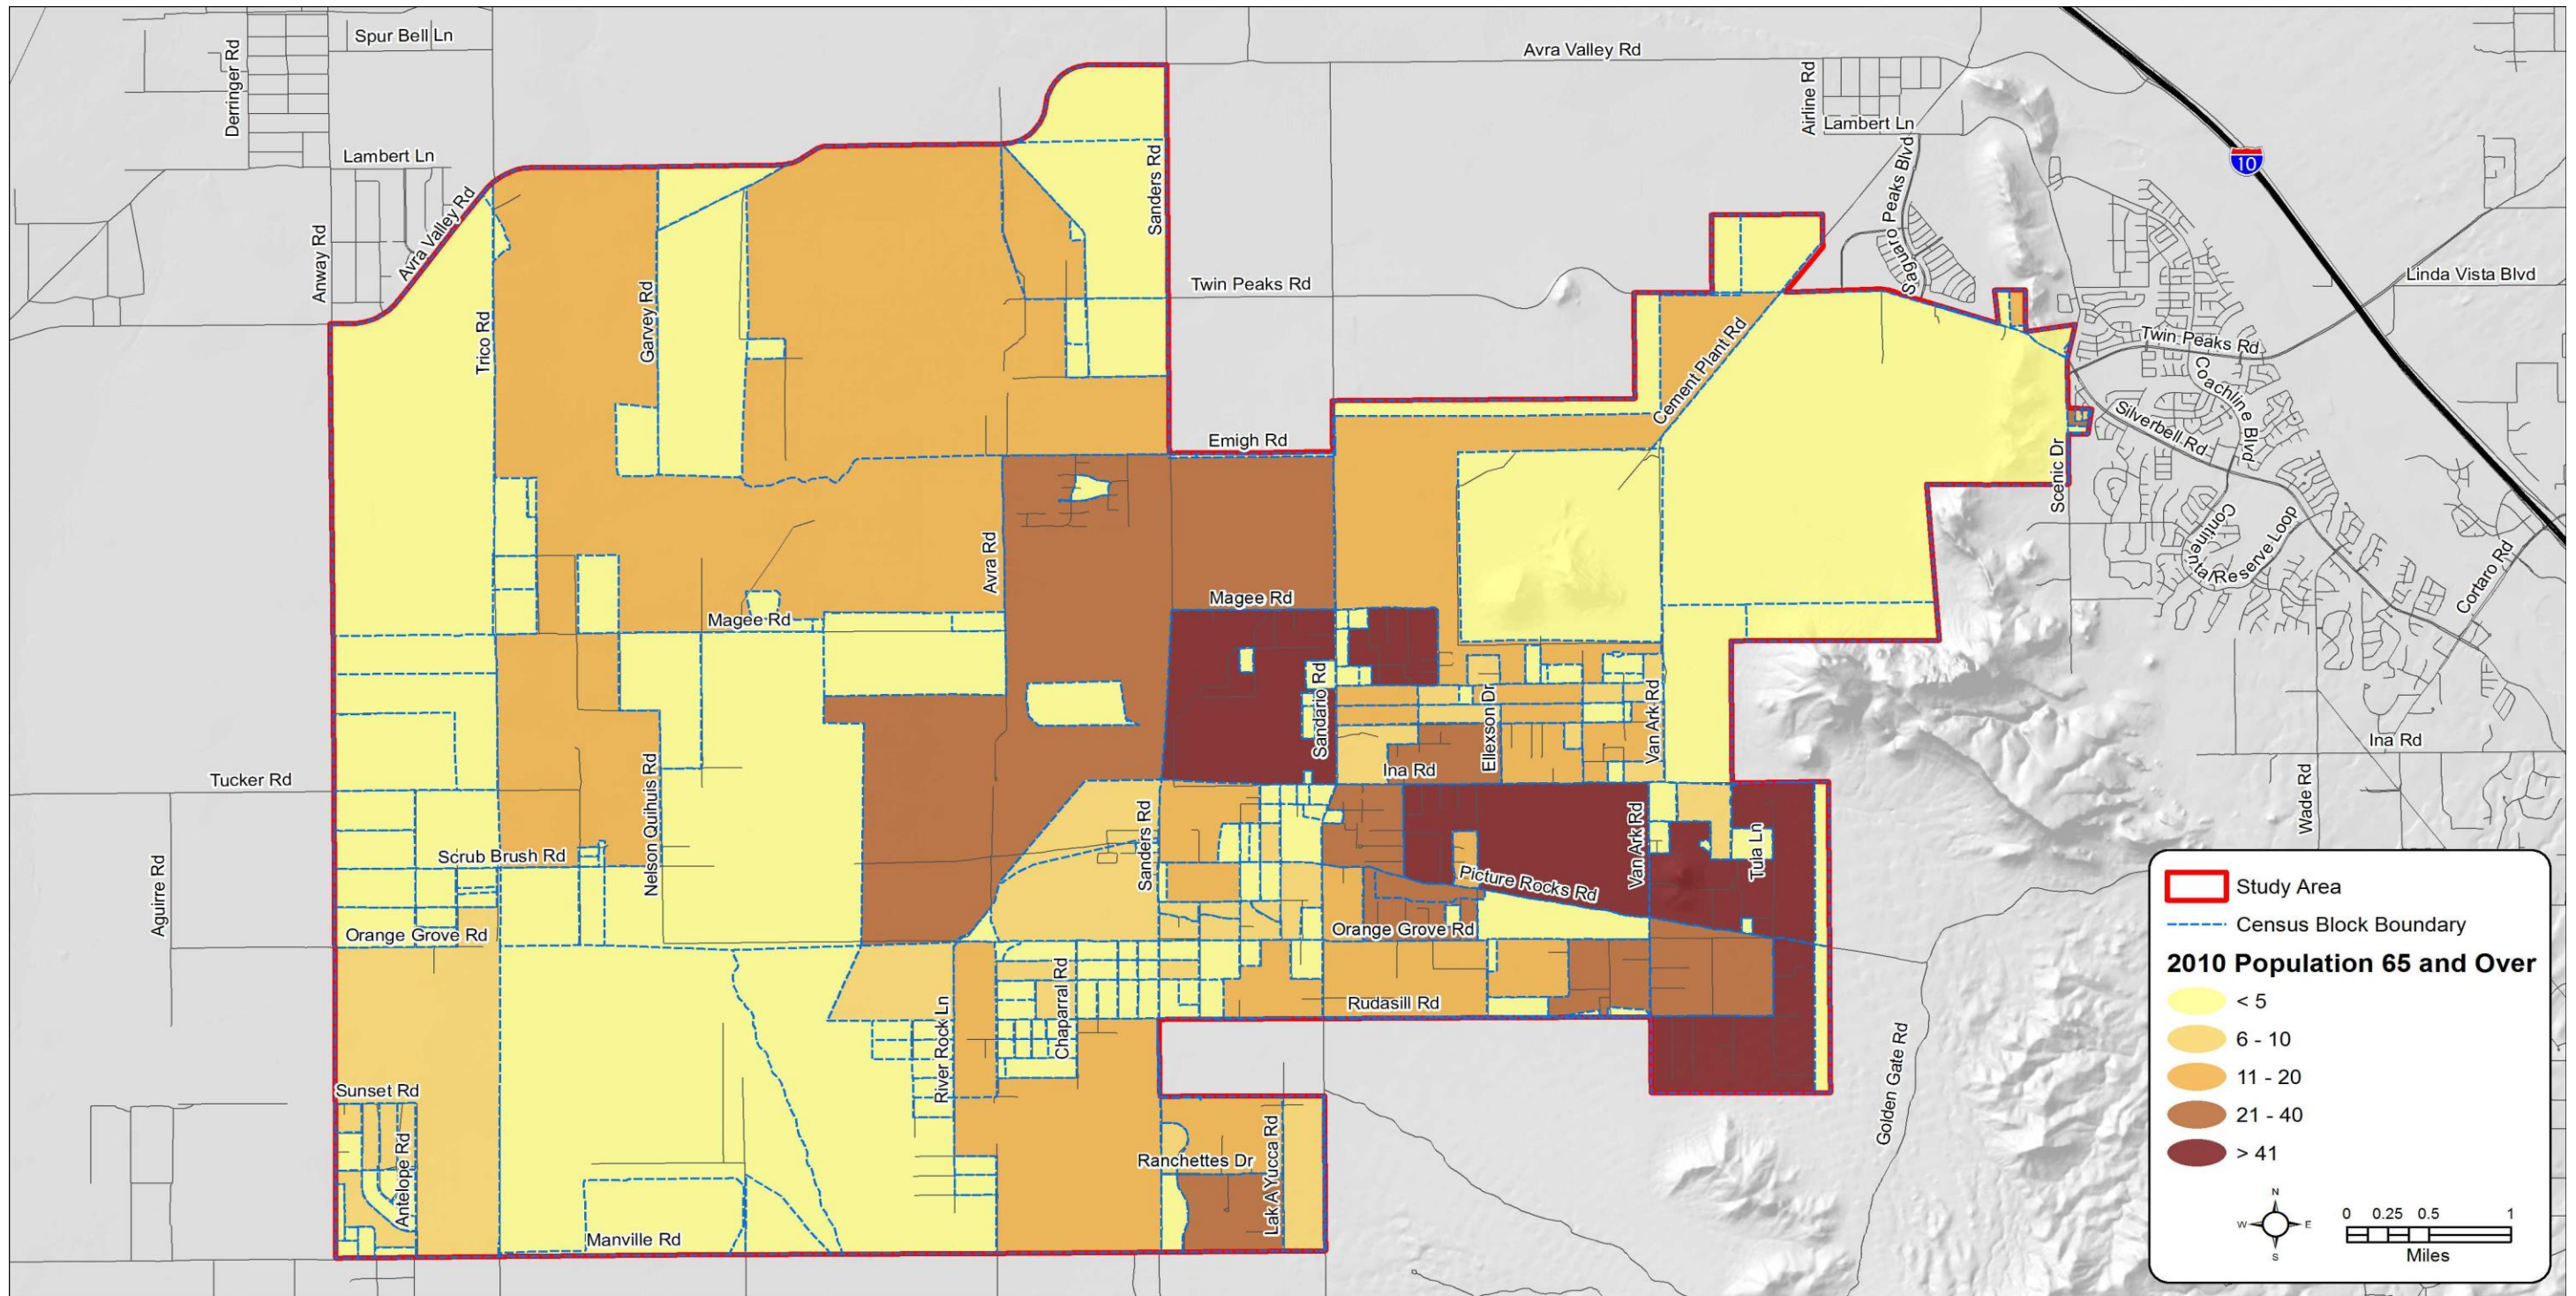 Spur Bell Ln
Avra Valley Rd
Derringer Rd
Airline Rd
Lambert Ln
Lambert Ln
Saguaro Peaks Blvd
10
Sanders Rd
Avra Valley Rd
Anway Rd
Twin Peaks Rd
Linda Vista Blvd
Garvey Rd
Trico Rd
Twin Peaks Rd
Cement Plant Rd
Coachline Blvd
Silverbell Rd
Emigh Rd
Scenic Dr
Continental Reserve Loop
Avra Rd
Cortaro Rd
Magee Rd
Magee Rd
Sandario Rd
Ellexson Dr
Van Ark Rd
Ina Rd
Ina Rd
Tucker Rd
Nelson Quihuis Rd
Wade Rd
Sanders Rd
Van Ark Rd
Tula Ln
Scrub Brush Rd
Aguirre Rd
Picture Rocks Rd
Orange Grove Rd
Orange Grove Rd
Chaparral Rd
River Rock Ln
Rudasill Rd
Golden Gate Rd
Sunset Rd
Antelope Rd
Ranchettes Dr
Lak A Yucca Rd
Manville Rd
Study Area
Census Block Boundary
2010 Population 65 and Over
< 5
6 - 10
11 - 20
21 - 40
> 41
N
W E
S
0 0.25 0.5 1
Miles